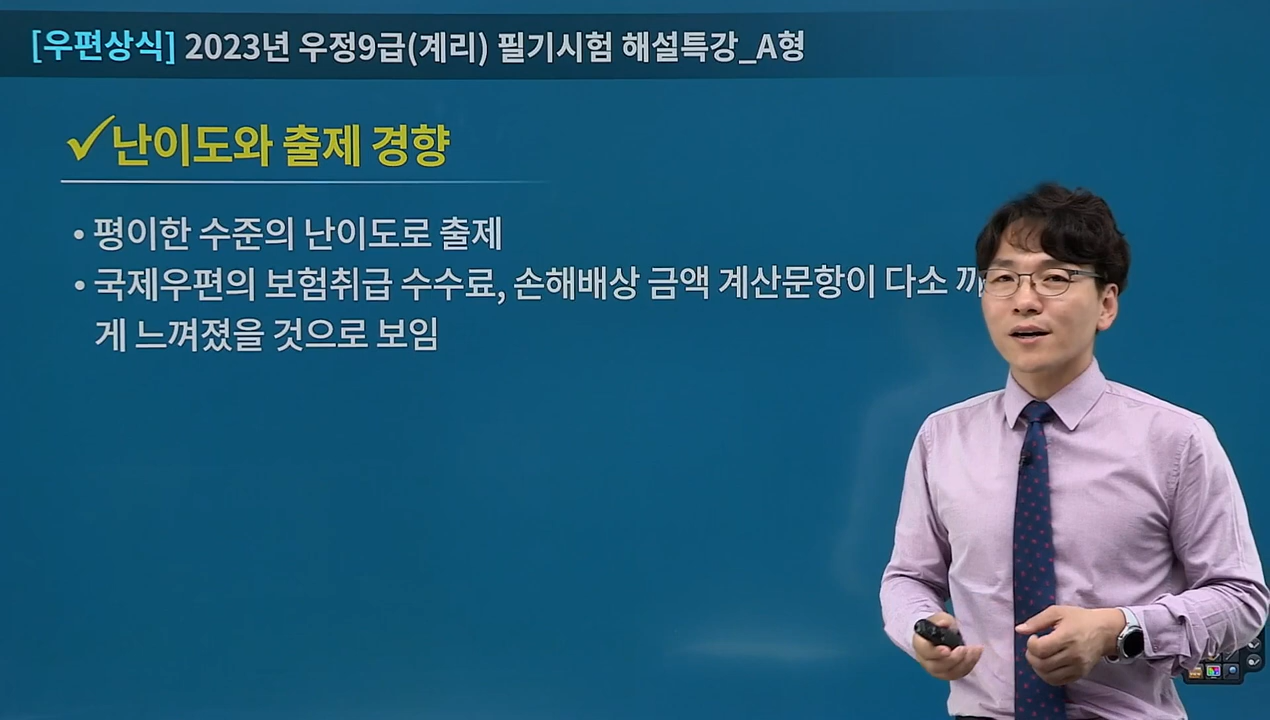 [우편상식] 2023년 우정9급(계리) 필기시험 해설특강_A형
✓난이도와 출제 경향
• 평이한 수준의 난이도로 출제
• 국제우편의 보험취급 수수료, 손해배상 금액 계산문항이 다소
게 느껴졌을 것으로 보임